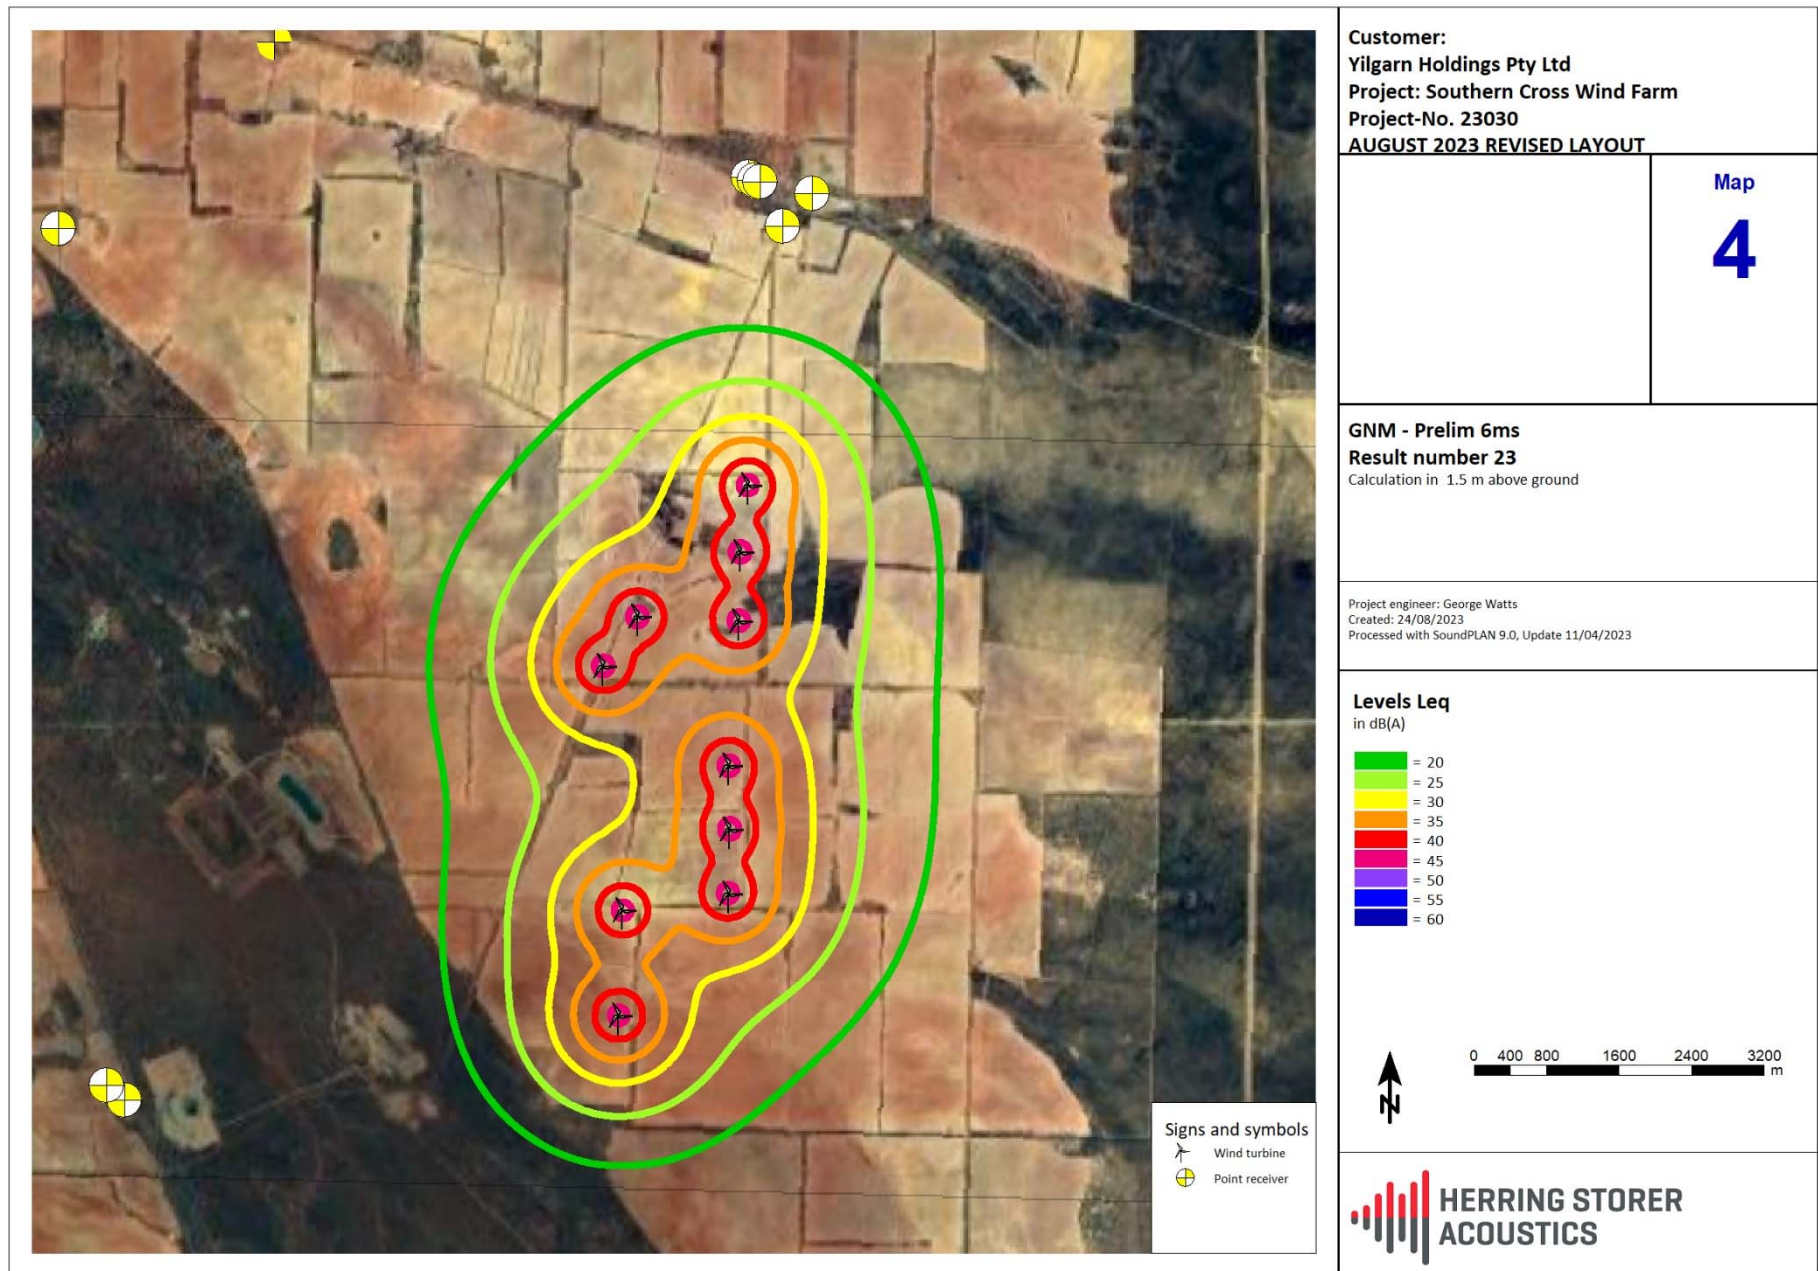 Customer:
Yilgarn Holdings Pty Ltd
Project: Southern Cross Wind Farm
Project-No. 23030
AUGUST 2023 REVISED LAYOUT
Map
4
GNM - Prelim 6ms
Result number 23
Calculation in 1.5 m above ground
Project engineer: George Watts
Created: 24/08/2023
Processed with SoundPLAN 9.0, Update 11/04/2023
Levels Leq
in dB(A)
= 20
= 25
= 30
= 35
= 40
= 45
= 50
= 55
= 60
N
0 400 800 1600 2400 3200
m
Signs and symbols
Wind turbine
Point receiver
HERRING STORER
ACOUSTICS